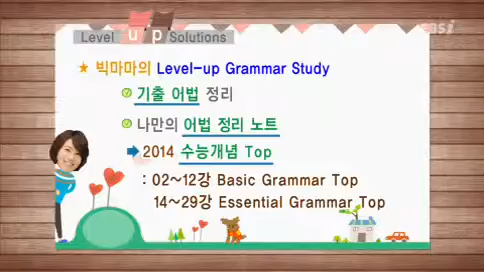 Level up Solutions
EBSi
★ 빅마마의 Level-up Grammar Study
기출 어법 정리
나만의 어법 정리 노트
➡ 2014 수능개념 Top
: 02~12강 Basic Grammar Top
14~29강 Essential Grammar Top